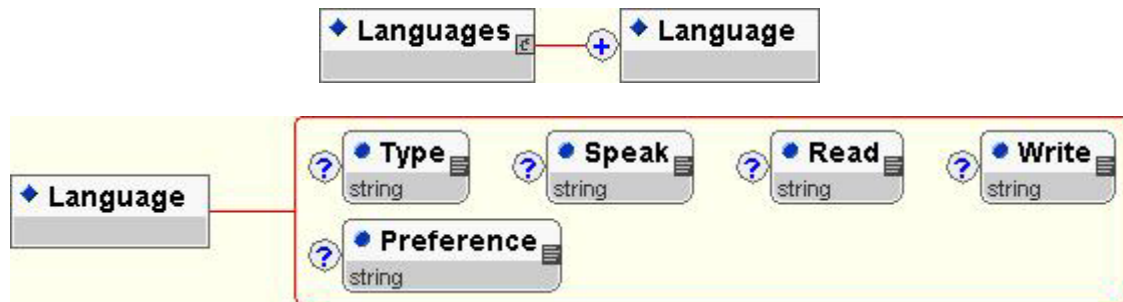 Languages
Language
Type Speak Read Write
string string string string
Language
Preference
string